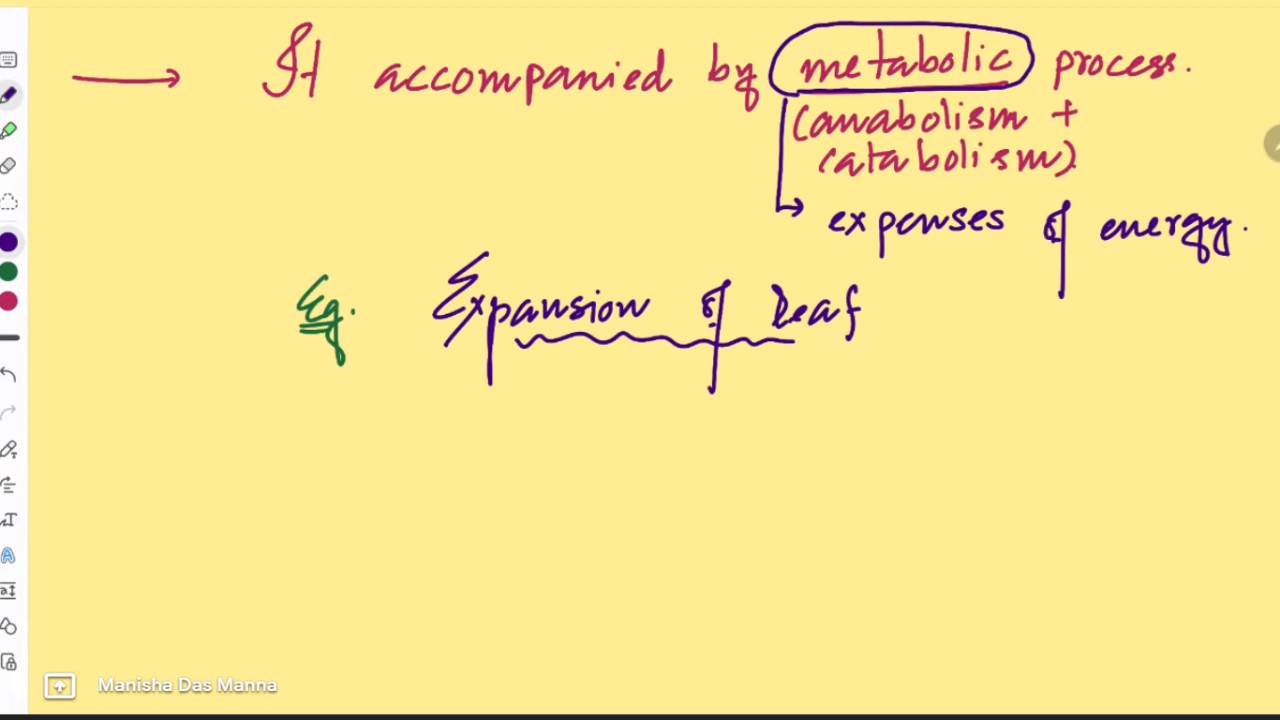 → It accompanied by metabolic process.
(anabolism +
catabolism)
→ expenses of energy.
Eg. Expansion of leaf
Manisha Das Manna